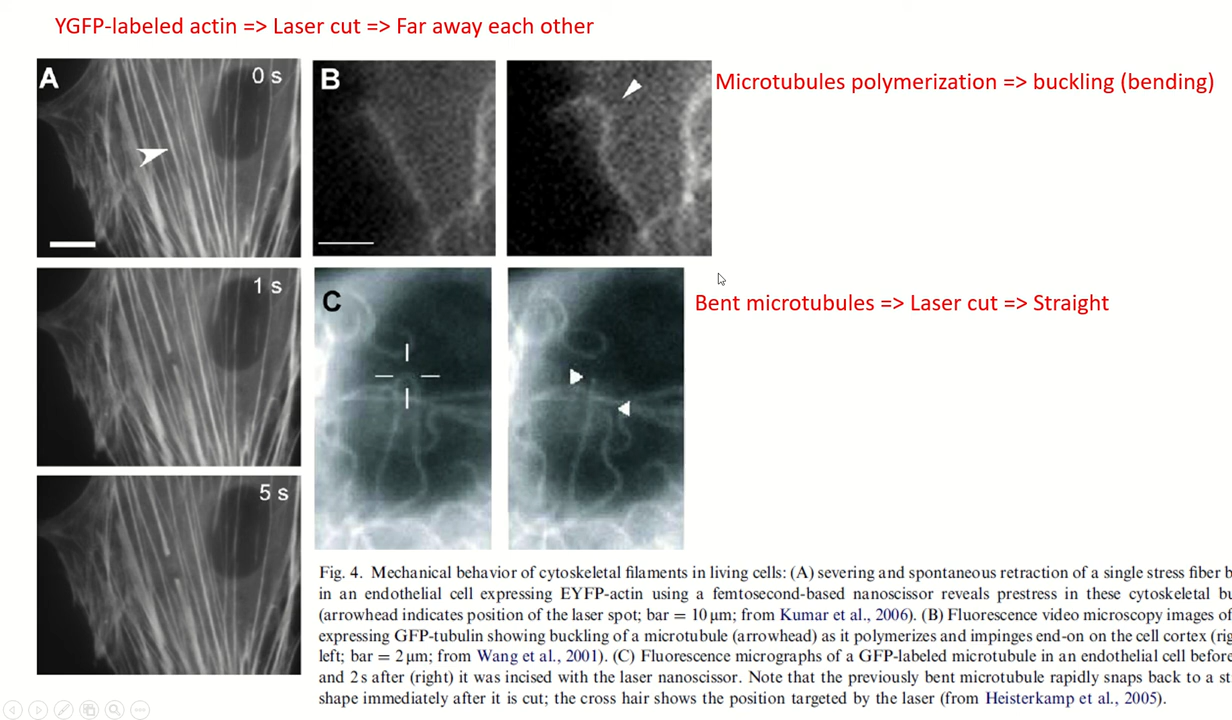 YGFP-labeled actin => Laser cut => Far away each other
A
0 s
B
Microtubules polymerization => buckling (bending)
1 s
C
Bent microtubules => Laser cut => Straight
5 s
Fig. 4. Mechanical behavior of cytoskeletal filaments in living cells: (A) severing and spontaneous retraction of a single stress fiber b
in an endothelial cell expressing EYFP-actin using a femtosecond-based nanoscissor reveals prestress in these cytoskeletal bu
(arrowhead indicates position of the laser spot; bar = 10 μm; from Kumar et al., 2006). (B) Fluorescence video microscopy images of
expressing GFP-tubulin showing buckling of a microtubule (arrowhead) as it polymerizes and impinges end-on on the cell cortex (rig
left; bar = 2 μm; from Wang et al., 2001). (C) Fluorescence micrographs of a GFP-labeled microtubule in an endothelial cell before
and 2 s after (right) it was incised with the laser nanoscissor. Note that the previously bent microtubule rapidly snaps back to a st
shape immediately after it is cut; the cross hair shows the position targeted by the laser (from Heisterkamp et al., 2005).